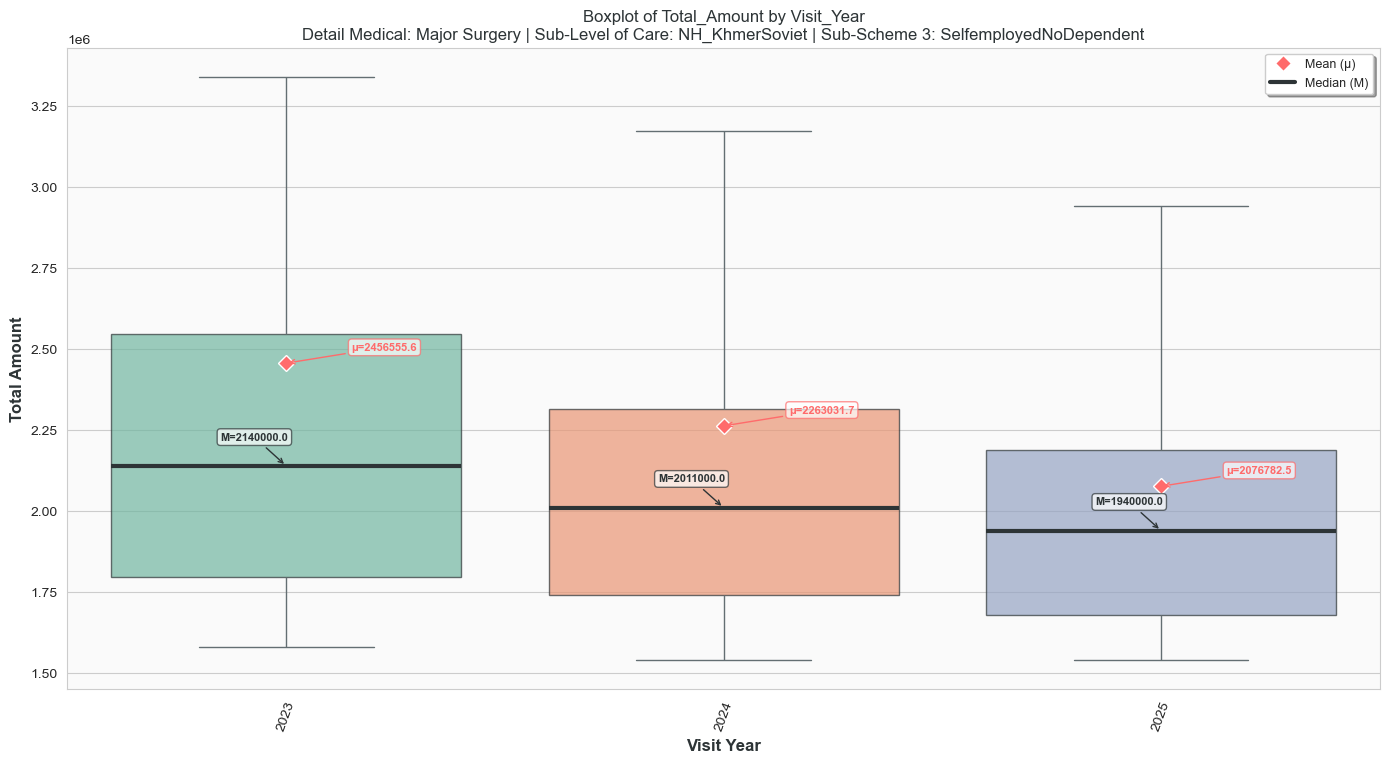 Boxplot of Total_Amount by Visit_Year
Detail Medical: Major Surgery | Sub-Level of Care: NH_KhmerSoviet | Sub-Scheme 3: SelfemployedNoDependent
1e6
Mean (μ)
Median (M)
3.25
3.00
2.75
2.50
2.25
2.00
1.75
1.50
Total Amount
μ=2456555.6
M=2140000.0
μ=2263031.7
M=2011000.0
μ=2076782.5
M=1940000.0
2023
2024
2025
Visit Year